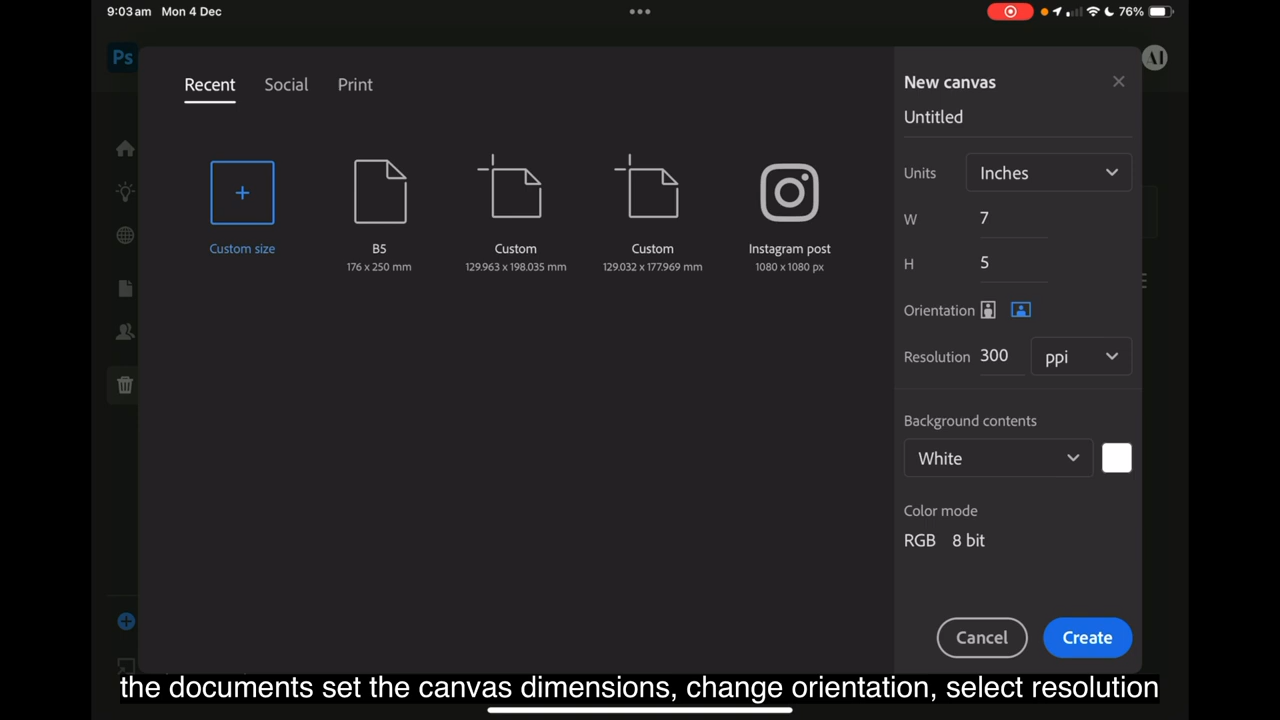 9:03 am Mon 4 Dec
76%
Ps
Recent Social Print
Custom size
B5
176 x 250 mm
Custom
129.963 x 198.035 mm
Custom
129.032 x 177.969 mm
Instagram post
1080 x 1080 px
New canvas
Untitled
Units Inches
W 7
H 5
Orientation
Resolution 300 ppi
Background contents
White
Color mode
RGB 8 bit
Cancel Create
the documents set the canvas dimensions, change orientation, select resolution